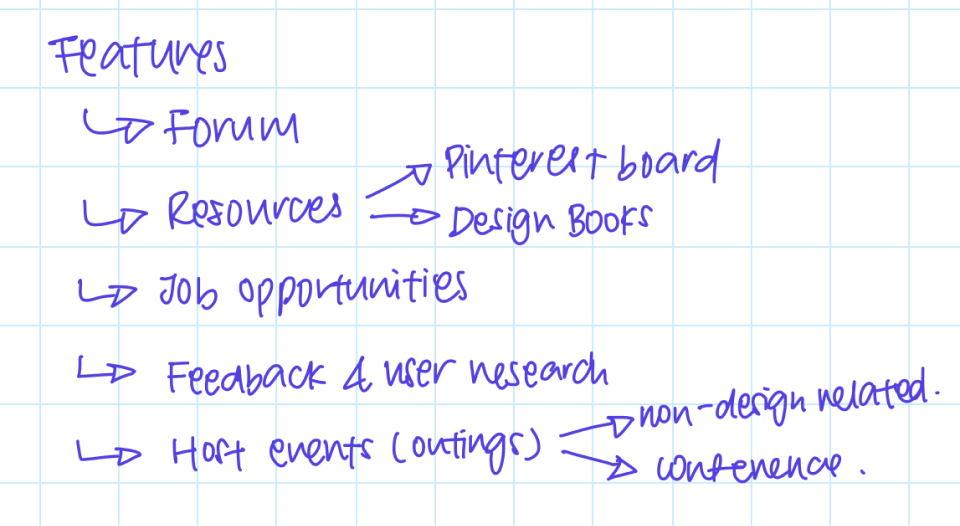 Features
Forum
Resources
Pinterest board
Design Books
Job opportunities
Feedback & user research
Host events (outings)
non-design related.
conference.